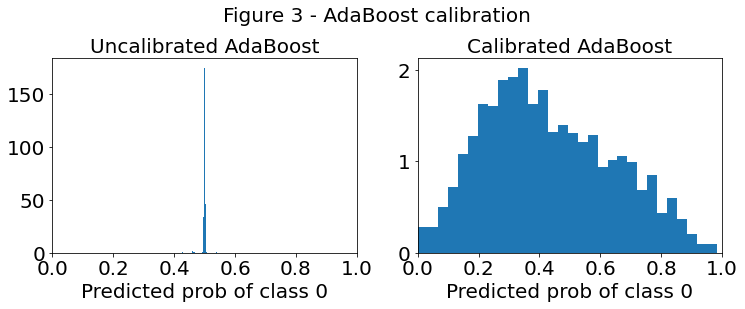 Figure 3 - AdaBoost calibration
Uncalibrated AdaBoost
150
100
50
0
0.0 0.2 0.4 0.6 0.8 1.0
Predicted prob of class 0
Calibrated AdaBoost
2
1
0
0.0 0.2 0.4 0.6 0.8 1.0
Predicted prob of class 0